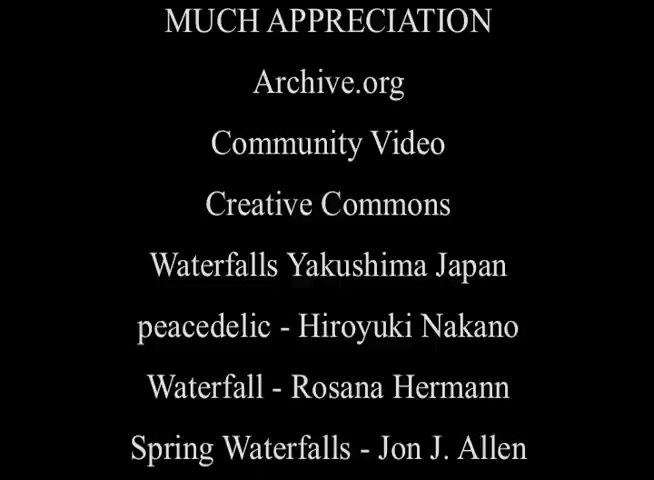 MUCH APPRECIATION
Archive.org
Community Video
Creative Commons
Waterfalls Yakushima Japan
peacedelic - Hiroyuki Nakano
Waterfall - Rosana Hermann
Spring Waterfalls - Jon J. Allen